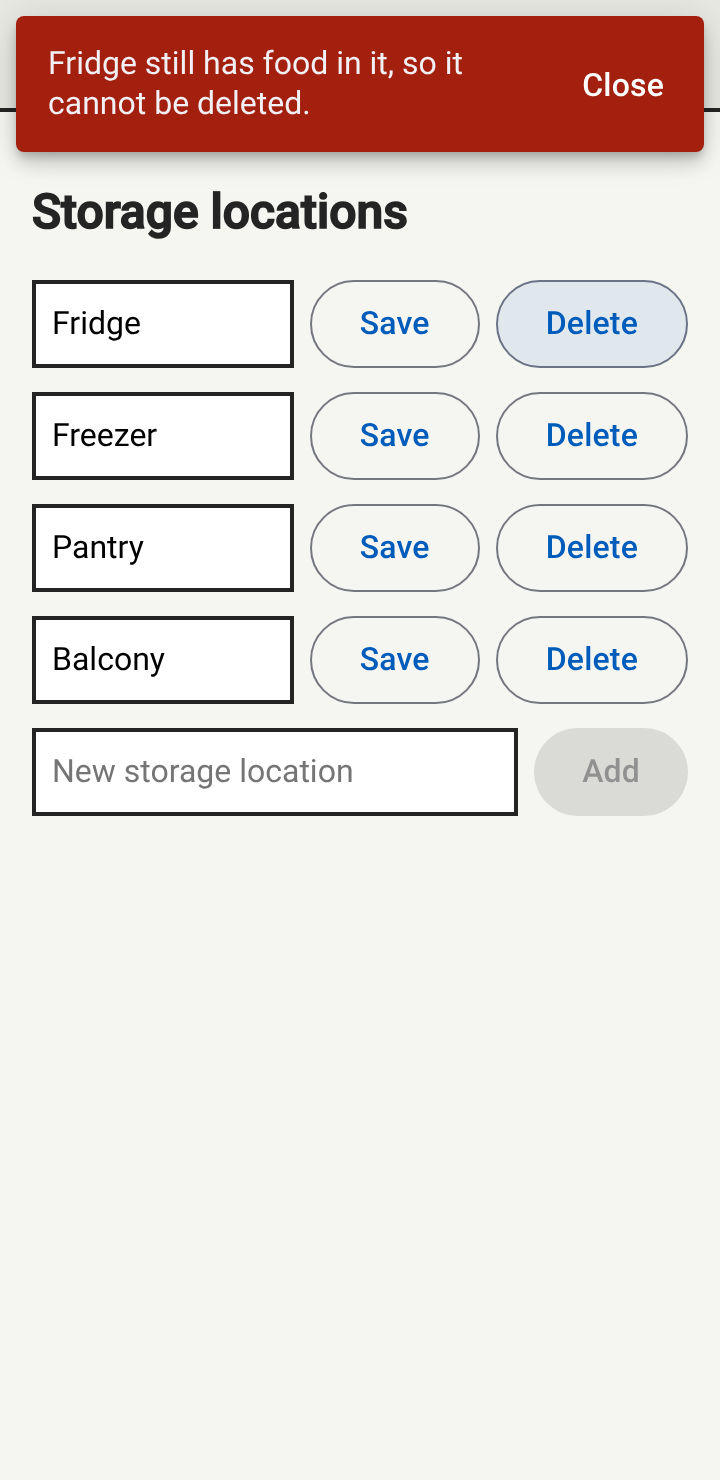 Fridge still has food in it, so it
cannot be deleted.
Close
Storage locations
Fridge Save Delete
Freezer Save Delete
Pantry Save Delete
Balcony Save Delete
New storage location Add